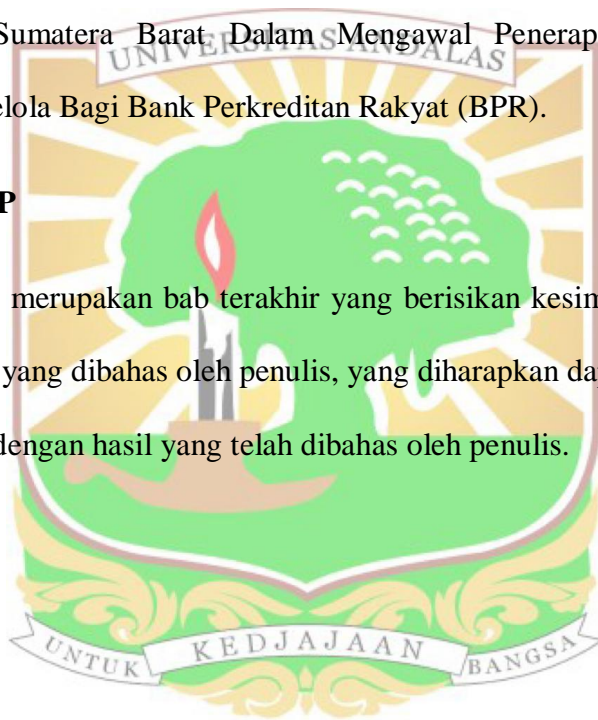 Sumatera Barat Dalam Mengawal Penerap
UNIVERSITAS ANDALAS
elola Bagi Bank Perkreditan Rakyat (BPR).
P
merupakan bab terakhir yang berisikan kesim
yang dibahas oleh penulis, yang diharapkan da
dengan hasil yang telah dibahas oleh penulis.
UNTUK KEDJAJAAN BANGSA